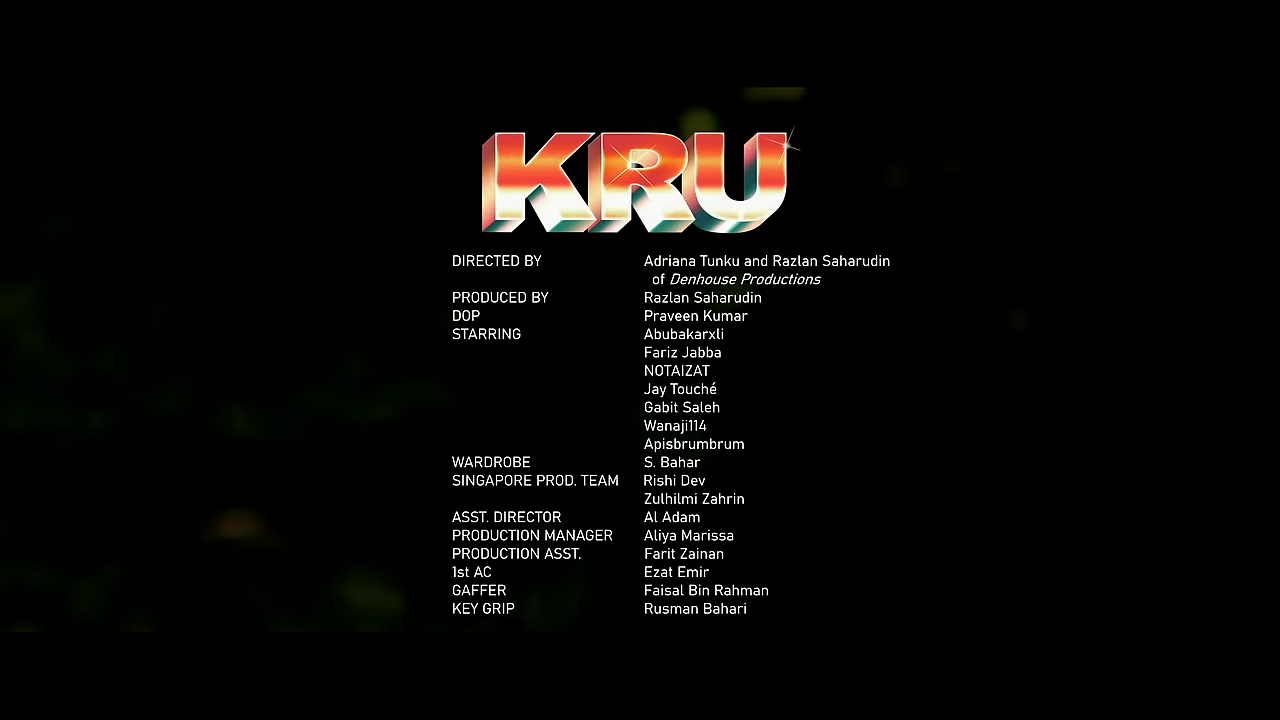 KRU
DIRECTED BY Adriana Tunku and Razlan Saharudin
of Denhouse Productions
PRODUCED BY Razlan Saharudin
DOP Praveen Kumar
STARRING Abubakarxli
Fariz Jabba
NOTAIZAT
Jay Touché
Gabit Saleh
Wanaji114
Apisbrumbrum
WARDROBE S. Bahar
SINGAPORE PROD. TEAM Rishi Dev
Zulhilmi Zahrin
ASST. DIRECTOR Al Adam
PRODUCTION MANAGER Aliya Marissa
PRODUCTION ASST. Farit Zainan
1st AC Ezat Emir
GAFFER Faisal Bin Rahman
KEY GRIP Rusman Bahari